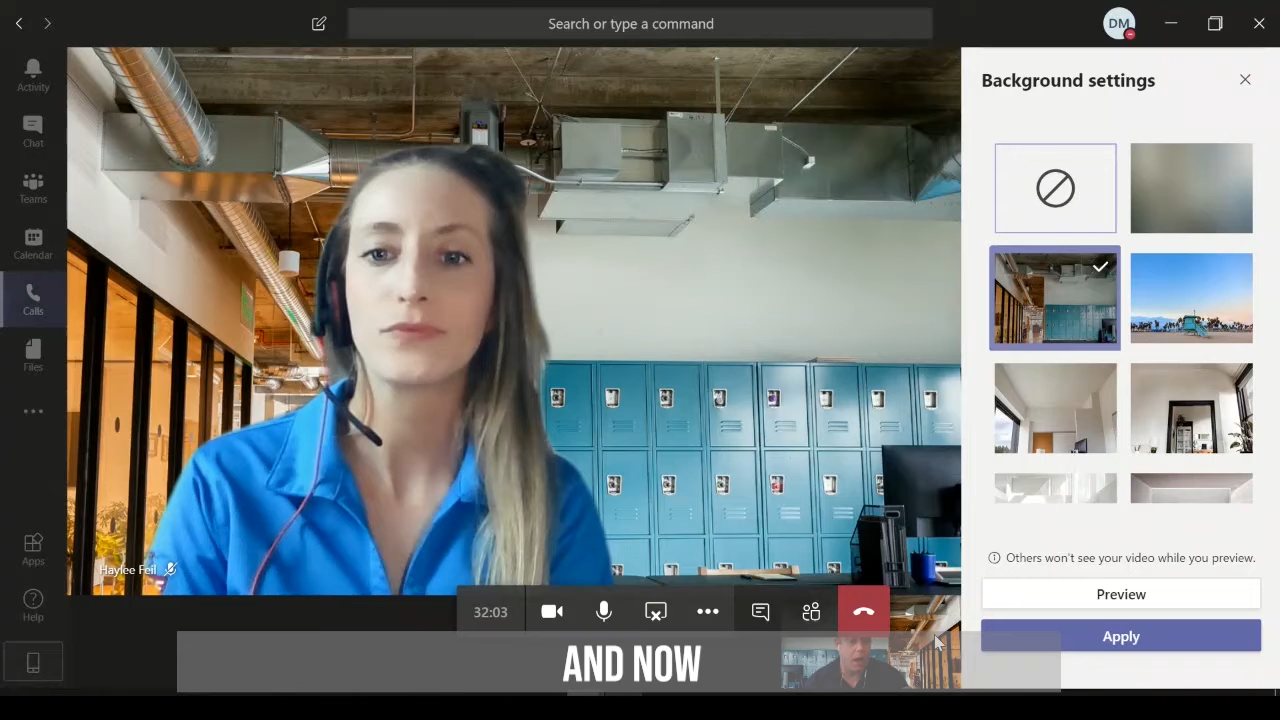 Search or type a command
DM
Activity
Chat
Teams
Calendar
Calls
Files
Apps
Help
Background settings
Others won't see your video while you preview.
Preview
Apply
Haylee Feil
32:03
AND NOW